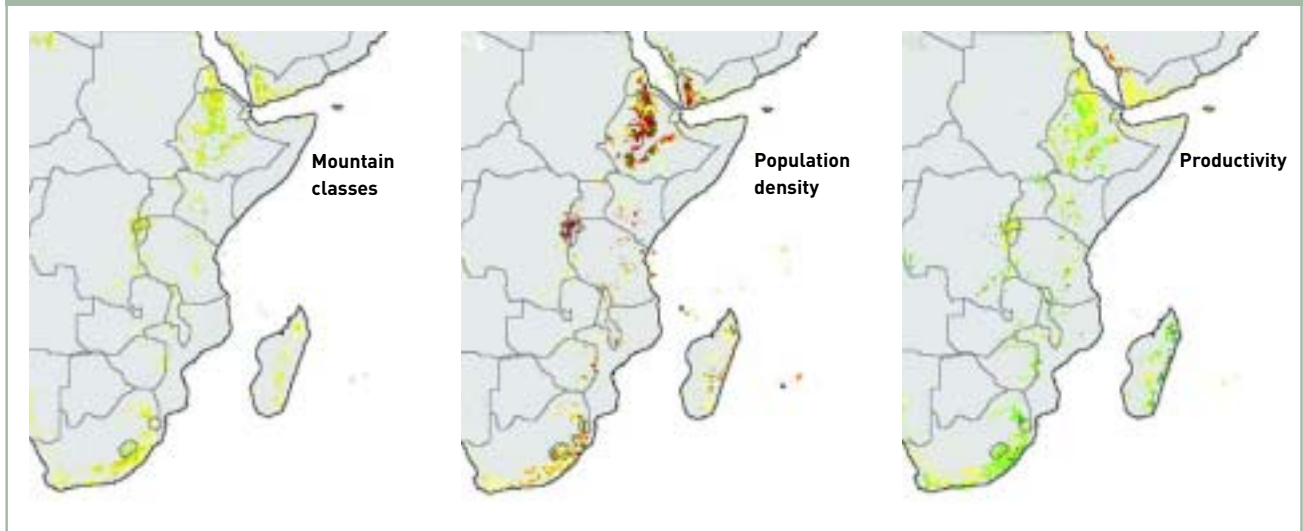 Mountain
classes
Population
density
Productivity